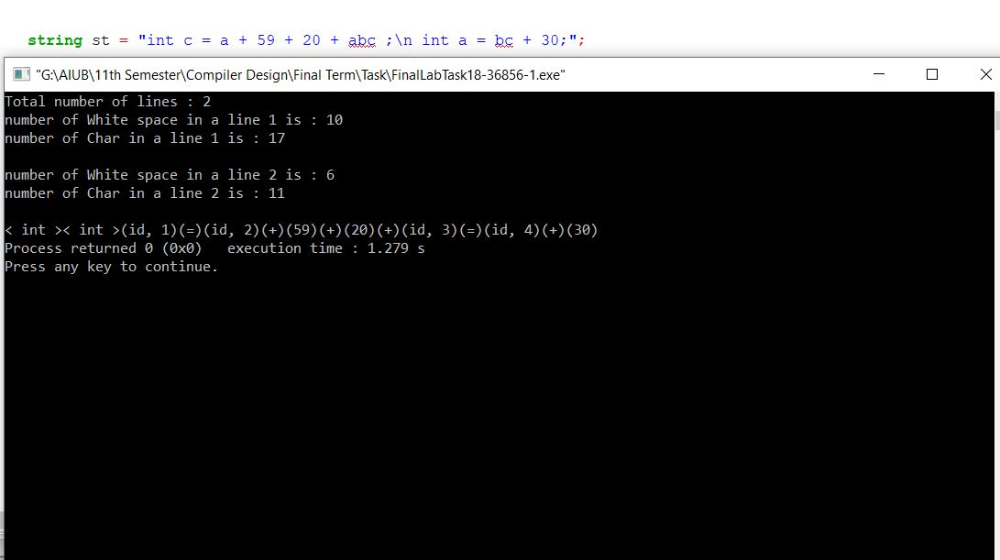 string st = "int c = a + 59 + 20 + abc ;\n int a = bc + 30;";
"G:\AIUB\11th Semester\Compiler Design\Final Term\Task\FinalLabTask18-36856-1.exe"
Total number of lines : 2
number of White space in a line 1 is : 10
number of Char in a line 1 is : 17
number of White space in a line 2 is : 6
number of Char in a line 2 is : 11
< int >< int >(id, 1)(=)(id, 2)(+)(59)(+)(20)(+)(id, 3)(=)(id, 4)(+)(30)
Process returned 0 (0x0)   execution time : 1.279 s
Press any key to continue.